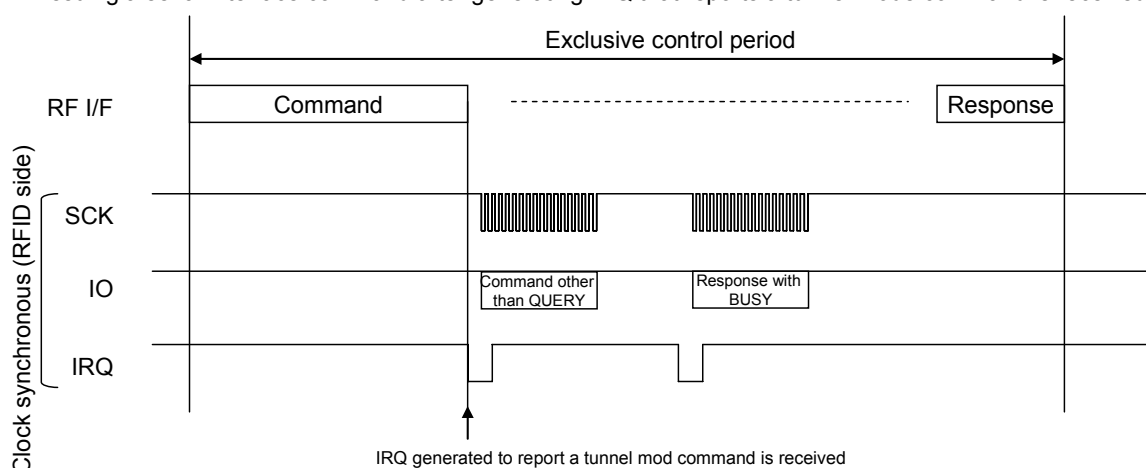 Exclusive control period
RF I/F
Command
Response
Clock synchronous (RFID side)
SCK
IO
Command other
than QUERY
Response with
BUSY
IRQ
IRQ generated to report a tunnel mod command is received